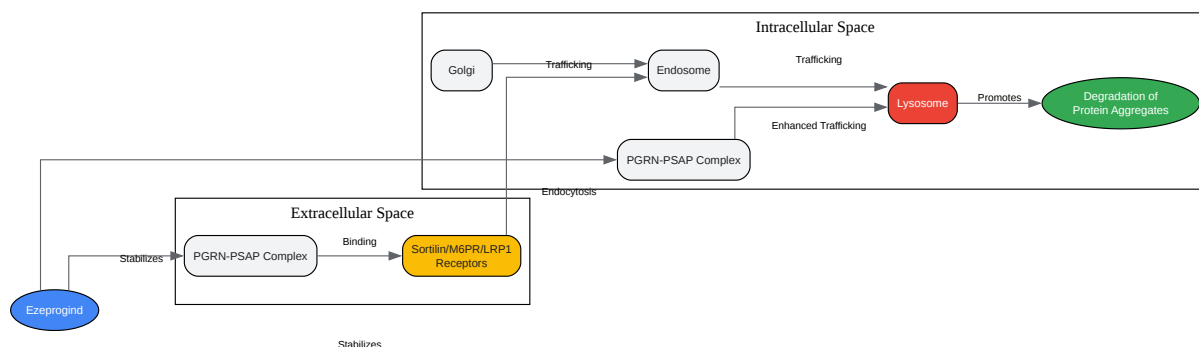 Intracellular Space
Golgi
Trafficking
Endosome
Trafficking
Lysosome
Promotes
Degradation of
Protein Aggregates
Enhanced Trafficking
PGRN-PSAP Complex
Endocytosis
Extracellular Space
PGRN-PSAP Complex
Binding
Sortilin/M6PR/LRP1
Receptors
Stabilizes
Ezeprogind
Stabilizes